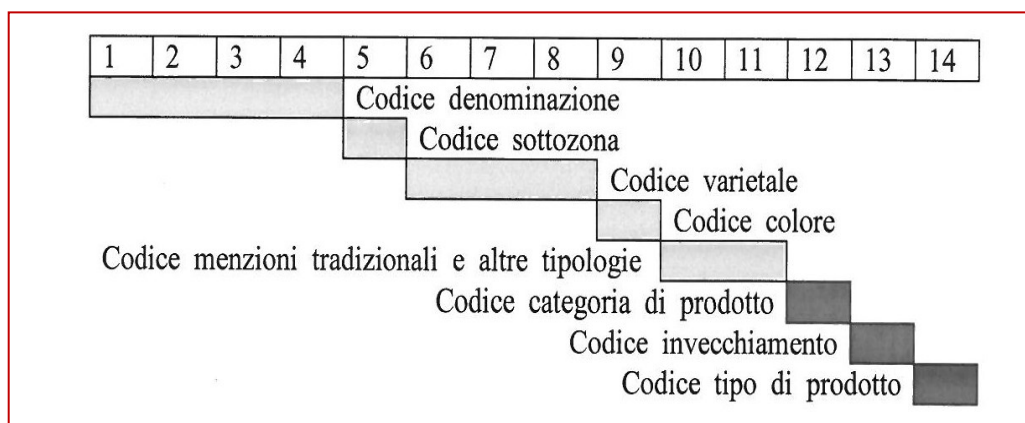 1 2 3 4 5 6 7 8 9 10 11 12 13 14
Codice denominazione
Codice sottozona
Codice varietale
Codice colore
Codice menzioni tradizionali e altre tipologie
Codice categoria di prodotto
Codice invecchiamento
Codice tipo di prodotto